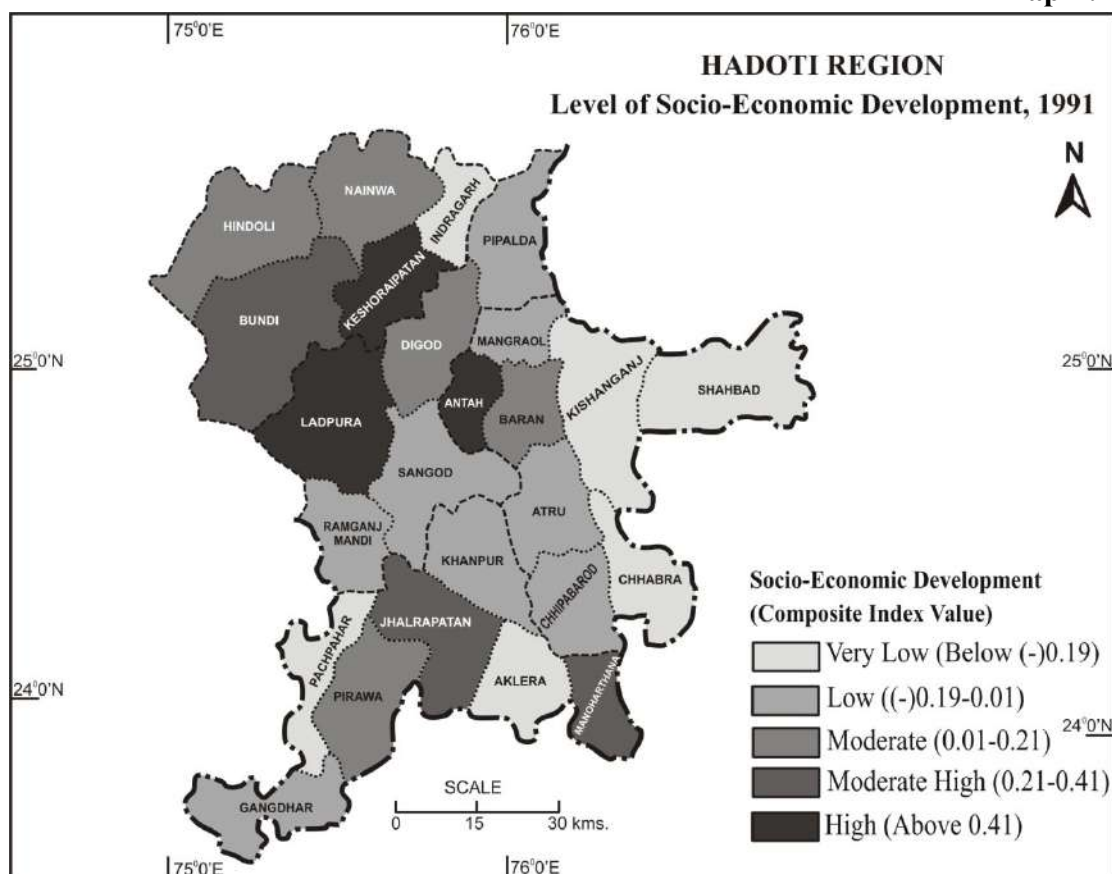 75°0'E
76°0'E
HADOTI REGION
Level of Socio-Economic Development, 1991
N
NAINWA
INDRAGARH
HINDOLI
PIPALDA
KESHORAIPATAN
BUNDI
DIGOD
MANGRAOL
25°0'N
25°0'N
KISHANGANJ
SHAHBAD
ANTAH
BARAN
LADPURA
SANGOD
ATRU
RAMGANJ
MANDI
KHANPUR
CHHIPABAROD
CHHABRA
JHALRAPATAN
PACHPAHAR
AKLERA
MANOHARTHANA
PIRAWA
24°0'N
24°0'N
GANGDHAR
SCALE
0 15 30 kms.
Socio-Economic Development
(Composite Index Value)
Very Low (Below (-)0.19)
Low ((-)0.19-0.01)
Moderate (0.01-0.21)
Moderate High (0.21-0.41)
High (Above 0.41)
75°0'E
76°0'E